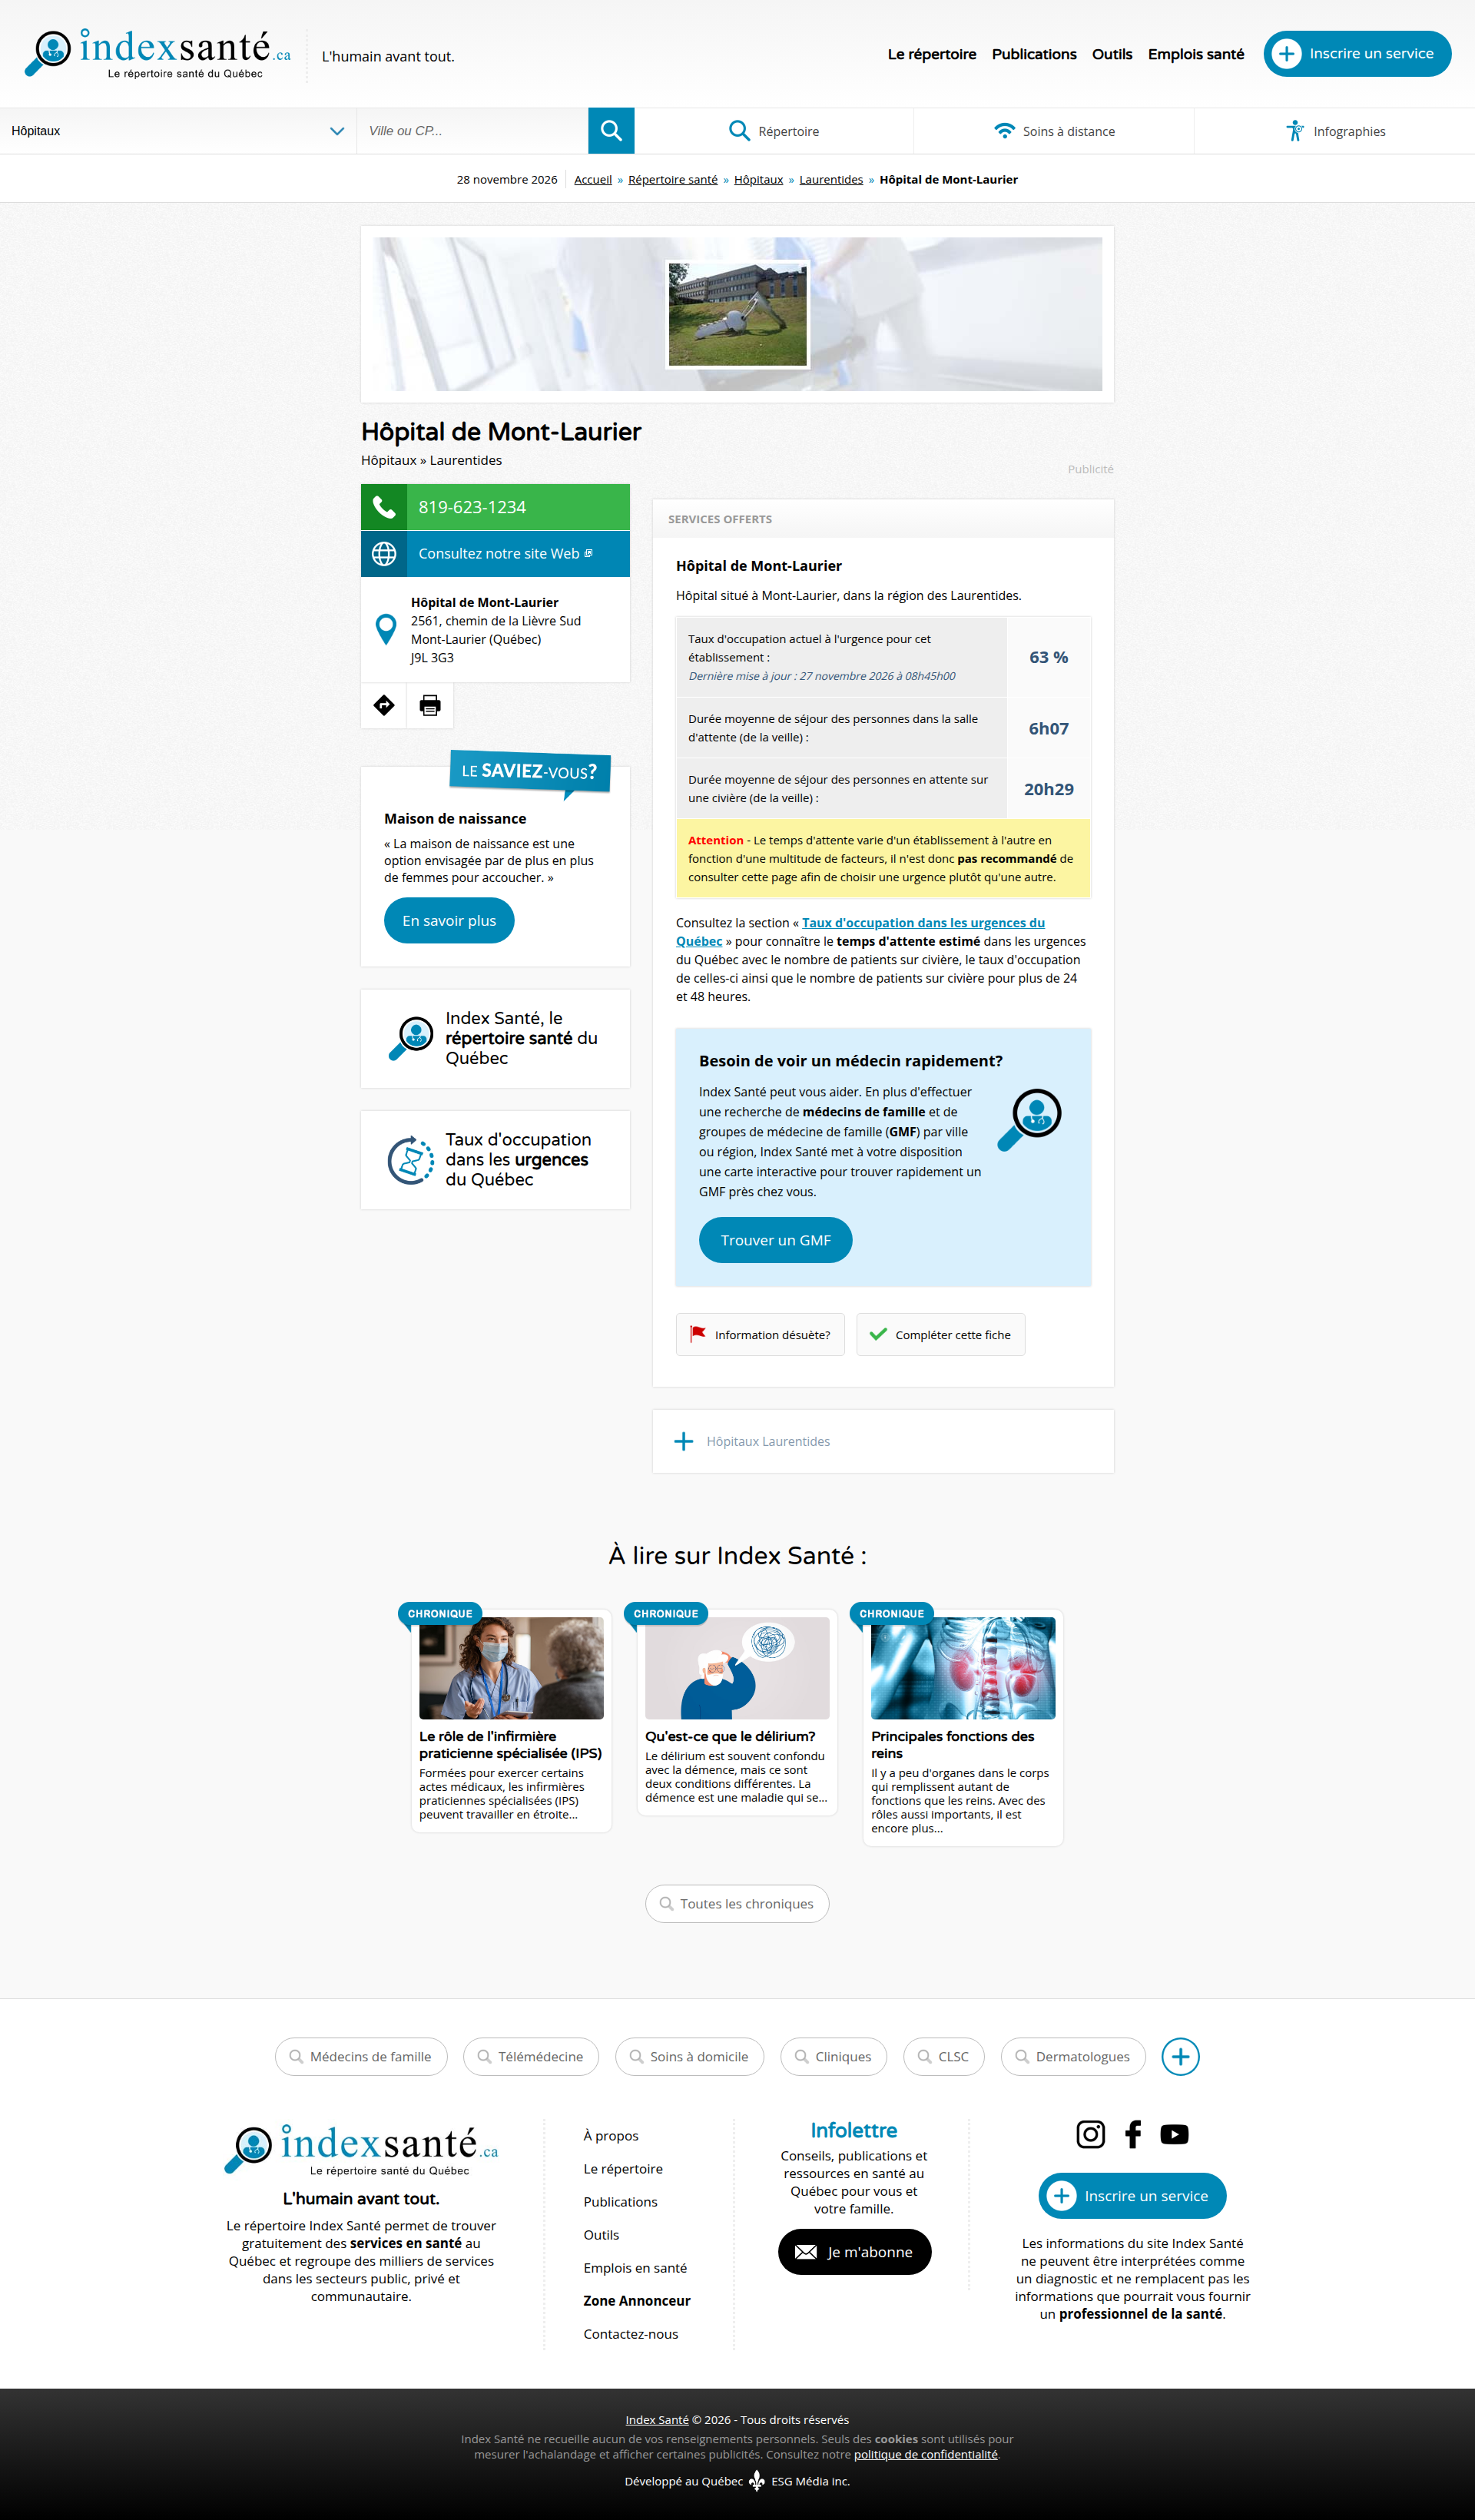 indexsanté.ca
Le répertoire santé du Québec
L'humain avant tout.
Le répertoire
Publications
Outils
Emplois santé
Inscrire un service
Hôpitaux
Ville ou CP...
Répertoire
Soins à distance
Infographies
28 novembre 2026
Accueil » Répertoire santé » Hôpitaux » Laurentides » Hôpital de Mont-Laurier
Hôpital de Mont-Laurier
Hôpitaux » Laurentides
Publicité
819-623-1234
Consultez notre site Web
Hôpital de Mont-Laurier
2561, chemin de la Lièvre Sud
Mont-Laurier (Québec)
J9L 3G3
LE SAVIEZ-VOUS?
Maison de naissance
« La maison de naissance est une
option envisagée par de plus en plus
de femmes pour accoucher. »
En savoir plus
Index Santé, le
répertoire santé du
Québec
Taux d'occupation
dans les urgences
du Québec
SERVICES OFFERTS
Hôpital de Mont-Laurier
Hôpital situé à Mont-Laurier, dans la région des Laurentides.
Taux d'occupation actuel à l'urgence pour cet
établissement :
Dernière mise à jour : 27 novembre 2026 à 08h45h00
63 %
Durée moyenne de séjour des personnes dans la salle
d'attente (de la veille) :
6h07
Durée moyenne de séjour des personnes en attente sur
une civière (de la veille) :
20h29
Attention - Le temps d'attente varie d'un établissement à l'autre en
fonction d'une multitude de facteurs, il n'est donc pas recommandé de
consulter cette page afin de choisir une urgence plutôt qu'une autre.
Consultez la section « Taux d'occupation dans les urgences du
Québec » pour connaître le temps d'attente estimé dans les urgences
du Québec avec le nombre de patients sur civière, le taux d'occupation
de celles-ci ainsi que le nombre de patients sur civière pour plus de 24
et 48 heures.
Besoin de voir un médecin rapidement?
Index Santé peut vous aider. En plus d'effectuer
une recherche de médecins de famille et de
groupes de médecine de famille (GMF) par ville
ou région, Index Santé met à votre disposition
une carte interactive pour trouver rapidement un
GMF près chez vous.
Trouver un GMF
Information désuète?
Compléter cette fiche
Hôpitaux Laurentides
À lire sur Index Santé :
CHRONIQUE
Le rôle de l'infirmière
praticienne spécialisée (IPS)
Formées pour exercer certains
actes médicaux, les infirmières
praticiennes spécialisées (IPS)
peuvent travailler en étroite...
CHRONIQUE
Qu'est-ce que le délirium?
Le délirium est souvent confondu
avec la démence, mais ce sont
deux conditions différentes. La
démence est une maladie qui se...
CHRONIQUE
Principales fonctions des
reins
Il y a peu d'organes dans le corps
qui remplissent autant de
fonctions que les reins. Avec des
rôles aussi importants, il est
encore plus...
Toutes les chroniques
Médecins de famille
Télémédecine
Soins à domicile
Cliniques
CLSC
Dermatologues
indexsanté.ca
Le répertoire santé du Québec
L'humain avant tout.
Le répertoire Index Santé permet de trouver
gratuitement des services en santé au
Québec et regroupe des milliers de services
dans les secteurs public, privé et
communautaire.
À propos
Le répertoire
Publications
Outils
Emplois en santé
Zone Annonceur
Contactez-nous
Infolettre
Conseils, publications et
ressources en santé au
Québec pour vous et
votre famille.
Je m'abonne
Inscrire un service
Les informations du site Index Santé
ne peuvent être interprétées comme
un diagnostic et ne remplacent pas les
informations que pourrait vous fournir
un professionnel de la santé.
Index Santé © 2026 - Tous droits réservés
Index Santé ne recueille aucun de vos renseignements personnels. Seuls des cookies sont utilisés pour
mesurer l'achalandage et afficher certaines publicités. Consultez notre politique de confidentialité.
Développé au Québec ESG Média inc.